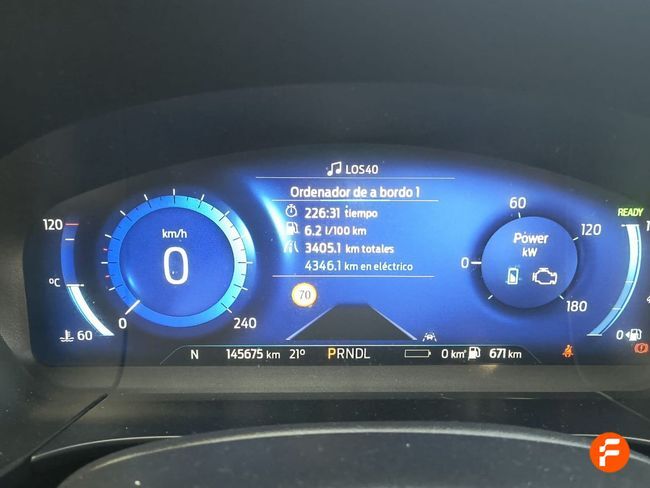 LOS40
Ordenador de a bordo 1
226:31 tiempo
6.2 l/100 km
3405.1 km totales
4346.1 km en eléctrico
km/h
0
0
240
120
°C
60
70
60
120
0
180
Power
kW
READY
0
N 145675 km 21° PRNDL 0 km 671 km